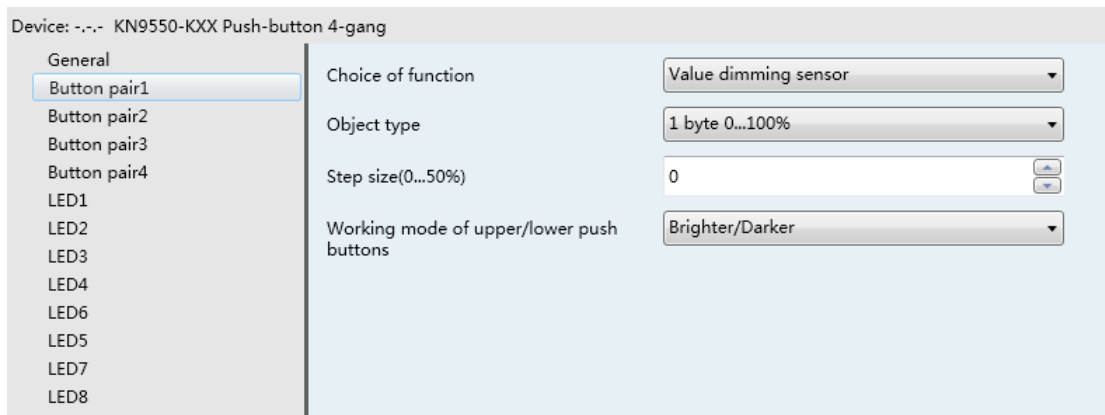 Device: -.-.- KN9550-KXX Push-button 4-gang
General
Button pair1
Button pair2
Button pair3
Button pair4
LED1
LED2
LED3
LED4
LED6
LED5
LED7
LED8
Choice of function
Value dimming sensor
Object type
1 byte 0...100%
Step size(0...50%)
0
Working mode of upper/lower push
buttons
Brighter/Darker